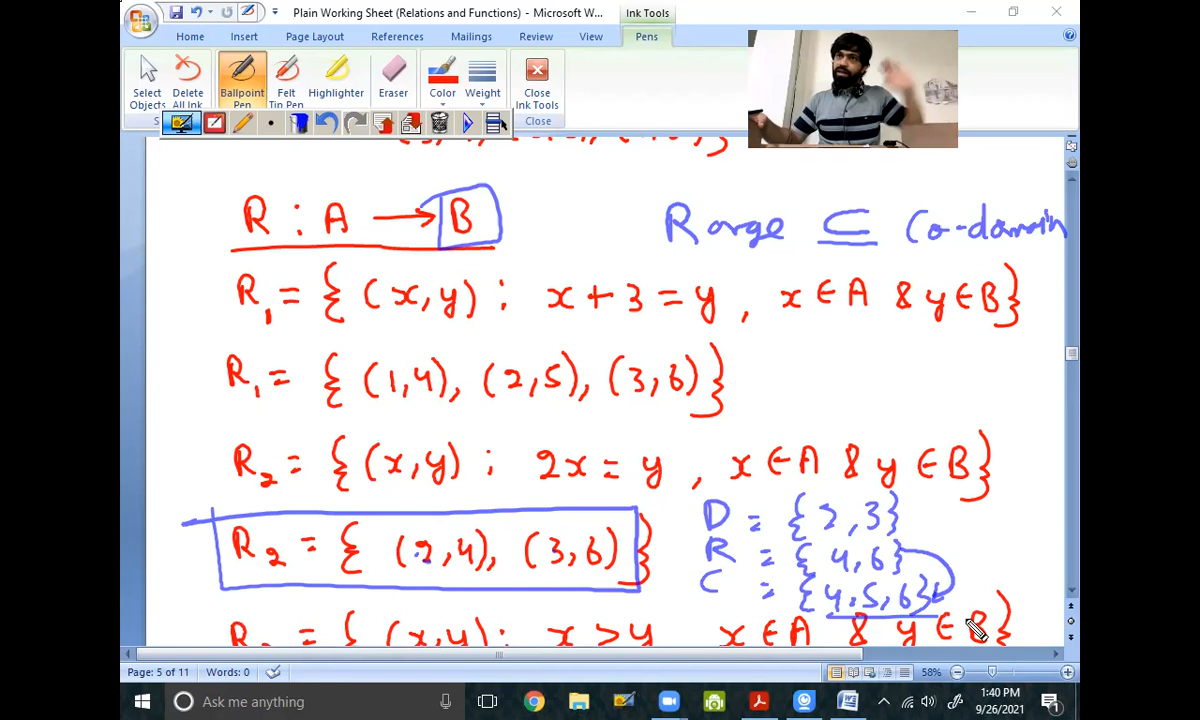 Plain Working Sheet (Relations and Functions) - Microsoft W...
Ink Tools
Home Insert Page Layout References Mailings Review View Pens
Select Objects
Delete All Ink
Ballpoint Pen
Felt Tip Pen
Highlighter
Eraser
Color
Weight
Close Ink Tools
Close
R : A → B
Range ⊆ Co-domain
R₁ = { (x,y) : x + 3 = y , x ∈ A & y ∈ B}
R₁ = { (1,4), (2,5), (3,6) }
R₂ = { (x,y) ; 2x = y , x ∈ A & y ∈ B}
R₂ = { (2,4), (3,6) }
D = {2,3}
R = {4,6}
C = {4,5,6}
= { (x,y): x > y x ∈ A & y ∈ B}
Page: 5 of 11 Words: 0 58%
Ask me anything
1:40 PM
9/26/2021